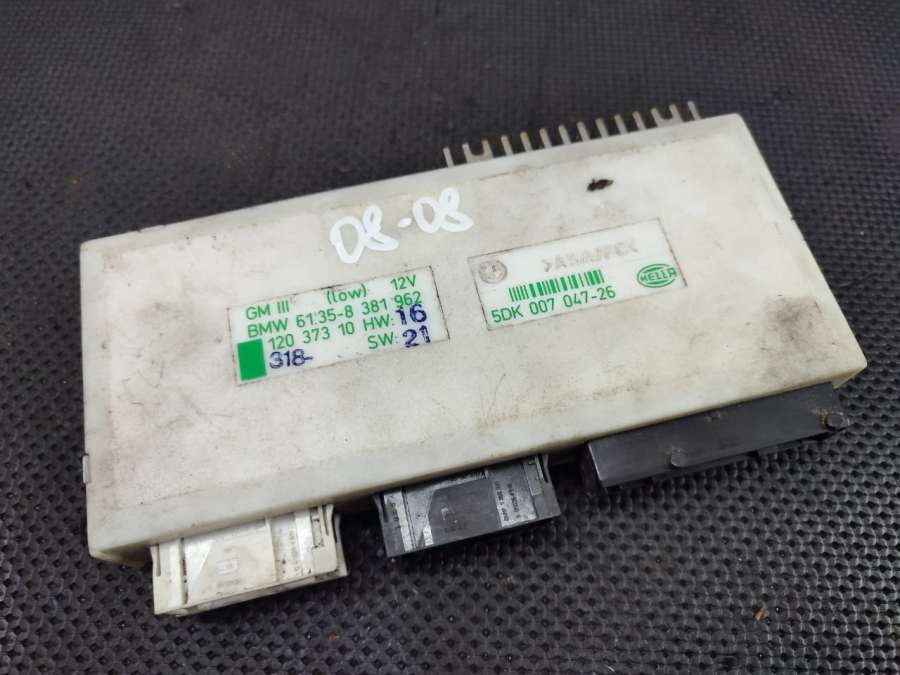 08-08
GM III (low) 12V
BMW 61.35-8 381 962
120 373 10 HW: 16
318- SW: 21
HELLA
5DK 007 047-26